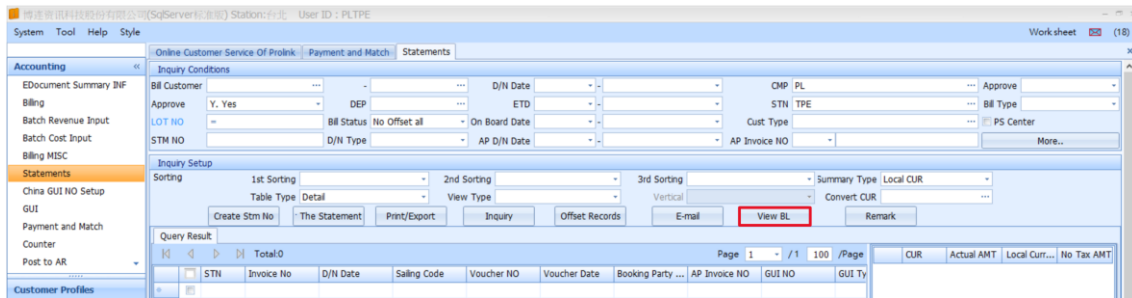 博連資訊科技股份有限公司(SqlServer标准版) Station:台北 User ID : PLTPE
System Tool Help Style Work sheet (18)
Online Customer Service Of Prolink Payment and Match Statements
Accounting «
EDocument Summary INF
Billing
Batch Revenue Input
Batch Cost Input
Billing MISC
Statements
China GUI NO Setup
GUI
Payment and Match
Counter
Post to AR
Customer Profiles
Inquiry Conditions
Bill Customer ... - ... D/N Date - CMP PL ... Approve
Approve Y. Yes DEP ... ETD - STN TPE ... Bill Type
LOT NO = Bill Status No Offset all On Board Date - Cust Type ... PS Center
STM NO D/N Type AP D/N Date - AP Invoice NO More..
Inquiry Setup
Sorting 1st Sorting 2nd Sorting 3rd Sorting Summary Type Local CUR
Table Type Detail View Type Vertical Convert CUR ...
Create Stm No The Statement Print/Export Inquiry Offset Records E-mail View BL Remark
Query Result
Total:0 Page 1 / 1 100 /Page
STN Invoice No D/N Date Sailing Code Voucher NO Voucher Date Booking Party ... AP Invoice NO GUI NO GUI Ty
CUR Actual AMT Local Curr... No Tax AMT